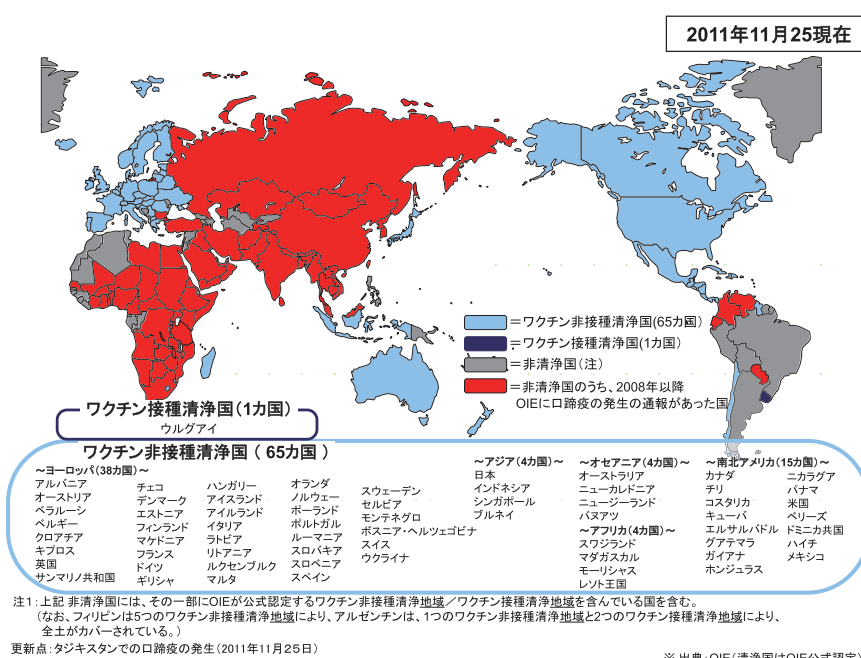 2011年11月25現在
＝ワクチン非接種清浄国(65カ国)
＝ワクチン接種清浄国(1カ国)
＝非清浄国(注)
＝非清浄国のうち、2008年以降
OIEに口蹄疫の発生の通報があった国
ワクチン接種清浄国(1カ国)
ウルグアイ
ワクチン非接種清浄国(65カ国)
～ヨーロッパ(38カ国)～
アルバニア
オーストリア
ベラルーシ
ベルギー
クロアチア
キプロス
英国
サンマリノ共和国
チェコ
デンマーク
エストニア
フィンランド
マケドニア
フランス
ドイツ
ギリシャ
ハンガリー
アイスランド
アイルランド
イタリア
ラトビア
リトアニア
ルクセンブルク
マルタ
オランダ
ノルウェー
ポーランド
ポルトガル
ルーマニア
スロバキア
スロベニア
スペイン
スウェーデン
セルビア
モンテネグロ
ボスニア・ヘルツェゴビナ
スイス
ウクライナ
～アジア(4カ国)～
日本
インドネシア
シンガポール
ブルネイ
～オセアニア(4カ国)～
オーストラリア
ニューカレドニア
ニュージーランド
バヌアツ
～アフリカ(4カ国)～
スワジランド
マダガスカル
モーリシャス
レソト王国
～南北アメリカ(15カ国)～
カナダ
チリ
コスタリカ
キューバ
エルサルバドル
グアテマラ
ガイアナ
ホンジュラス
ニカラグア
パナマ
米国
ベリーズ
ドミニカ共国
ハイチ
メキシコ
注1：上記 非清浄国には、その一部にOIEが公式認定するワクチン非接種清浄地域／ワクチン接種清浄地域を含んでいる国を含む。
(なお、フィリピンは5つのワクチン非接種清浄地域により、アルゼンチンは、1つのワクチン非接種清浄地域と2つのワクチン接種清浄地域により、
全土がカバーされている。)
更新点：タジキスタンでの口蹄疫の発生(2011年11月25日)
※ 出典：OIE(清浄国はOIE公式認定)